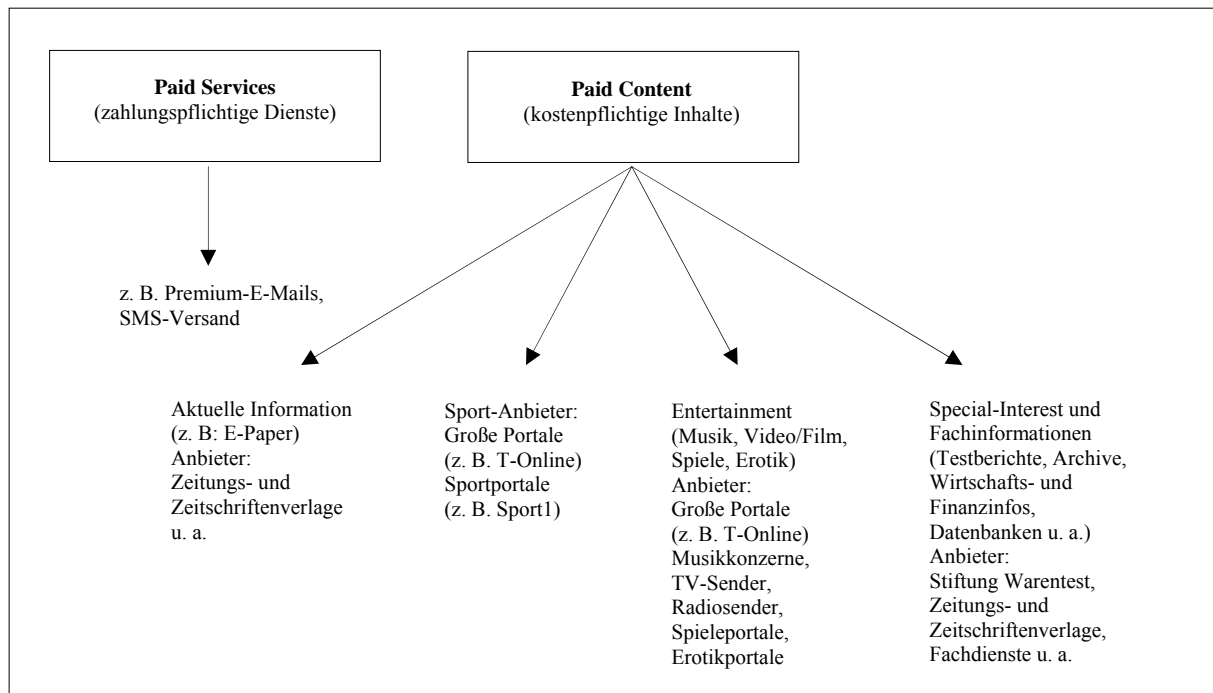 Paid Services
(zahlungspflichtige Dienste)
Paid Content
(kostenpflichtige Inhalte)
z. B. Premium-E-Mails,
SMS-Versand
Aktuelle Information
(z. B: E-Paper)
Anbieter:
Zeitungs- und
Zeitschriftenverlage
u. a.
Sport-Anbieter:
Große Portale
(z. B. T-Online)
Sportportale
(z. B. Sport1)
Entertainment
(Musik, Video/Film,
Spiele, Erotik)
Anbieter:
Große Portale
(z. B. T-Online)
Musikkonzerne,
TV-Sender,
Radiosender,
Spieleportale,
Erotikportale
Special-Interest und
Fachinformationen
(Testberichte, Archive,
Wirtschafts- und
Finanzinfos,
Datenbanken u. a.)
Anbieter:
Stiftung Warentest,
Zeitungs- und
Zeitschriftenverlage,
Fachdienste u. a.